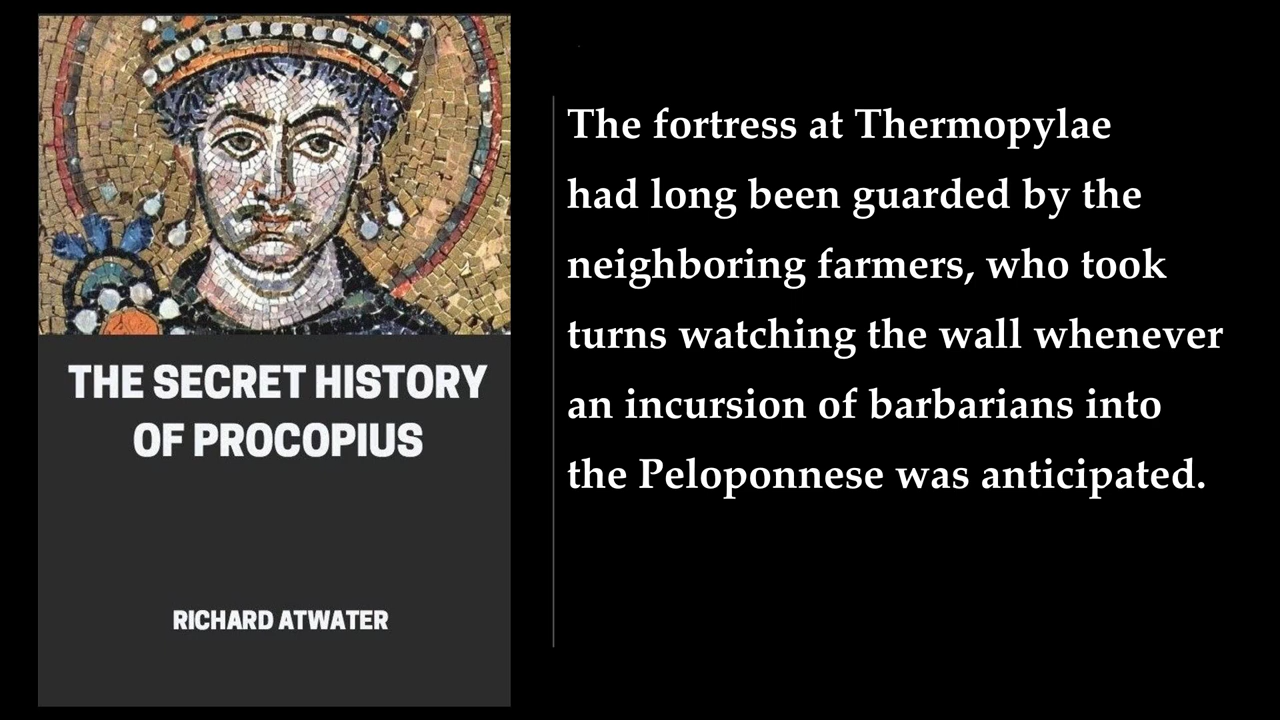 THE SECRET HISTORY
OF PROCOPIUS
RICHARD ATWATER
The fortress at Thermopylae
had long been guarded by the
neighboring farmers, who took
turns watching the wall whenever
an incursion of barbarians into
the Peloponnese was anticipated.